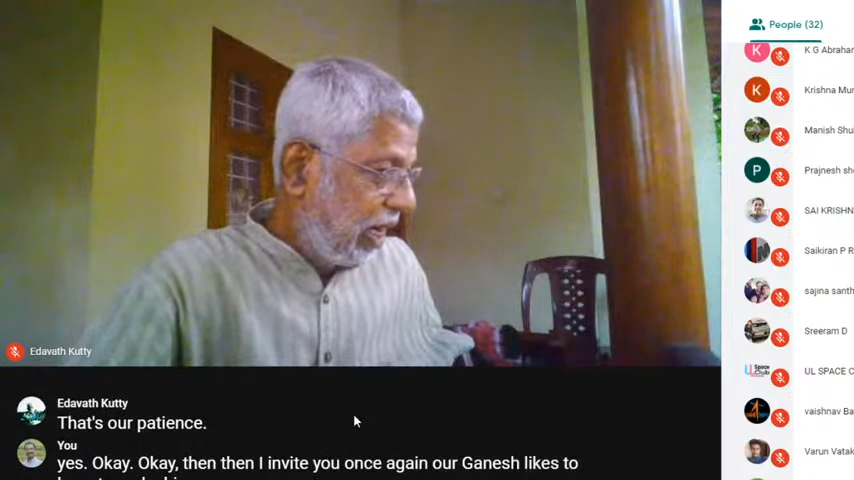 People (32)
K G Abrahar
Krishna Mur
Manish Shu
Prajnesh she
SAI KRISHN
Saikiran P R
sajina santh
Sreeram D
UL SPACE C
vaishnav Ba
Varun Vatak
Edavath Kutty
Edavath Kutty
That's our patience.
You
yes. Okay. Okay, then then I invite you once again our Ganesh likes to